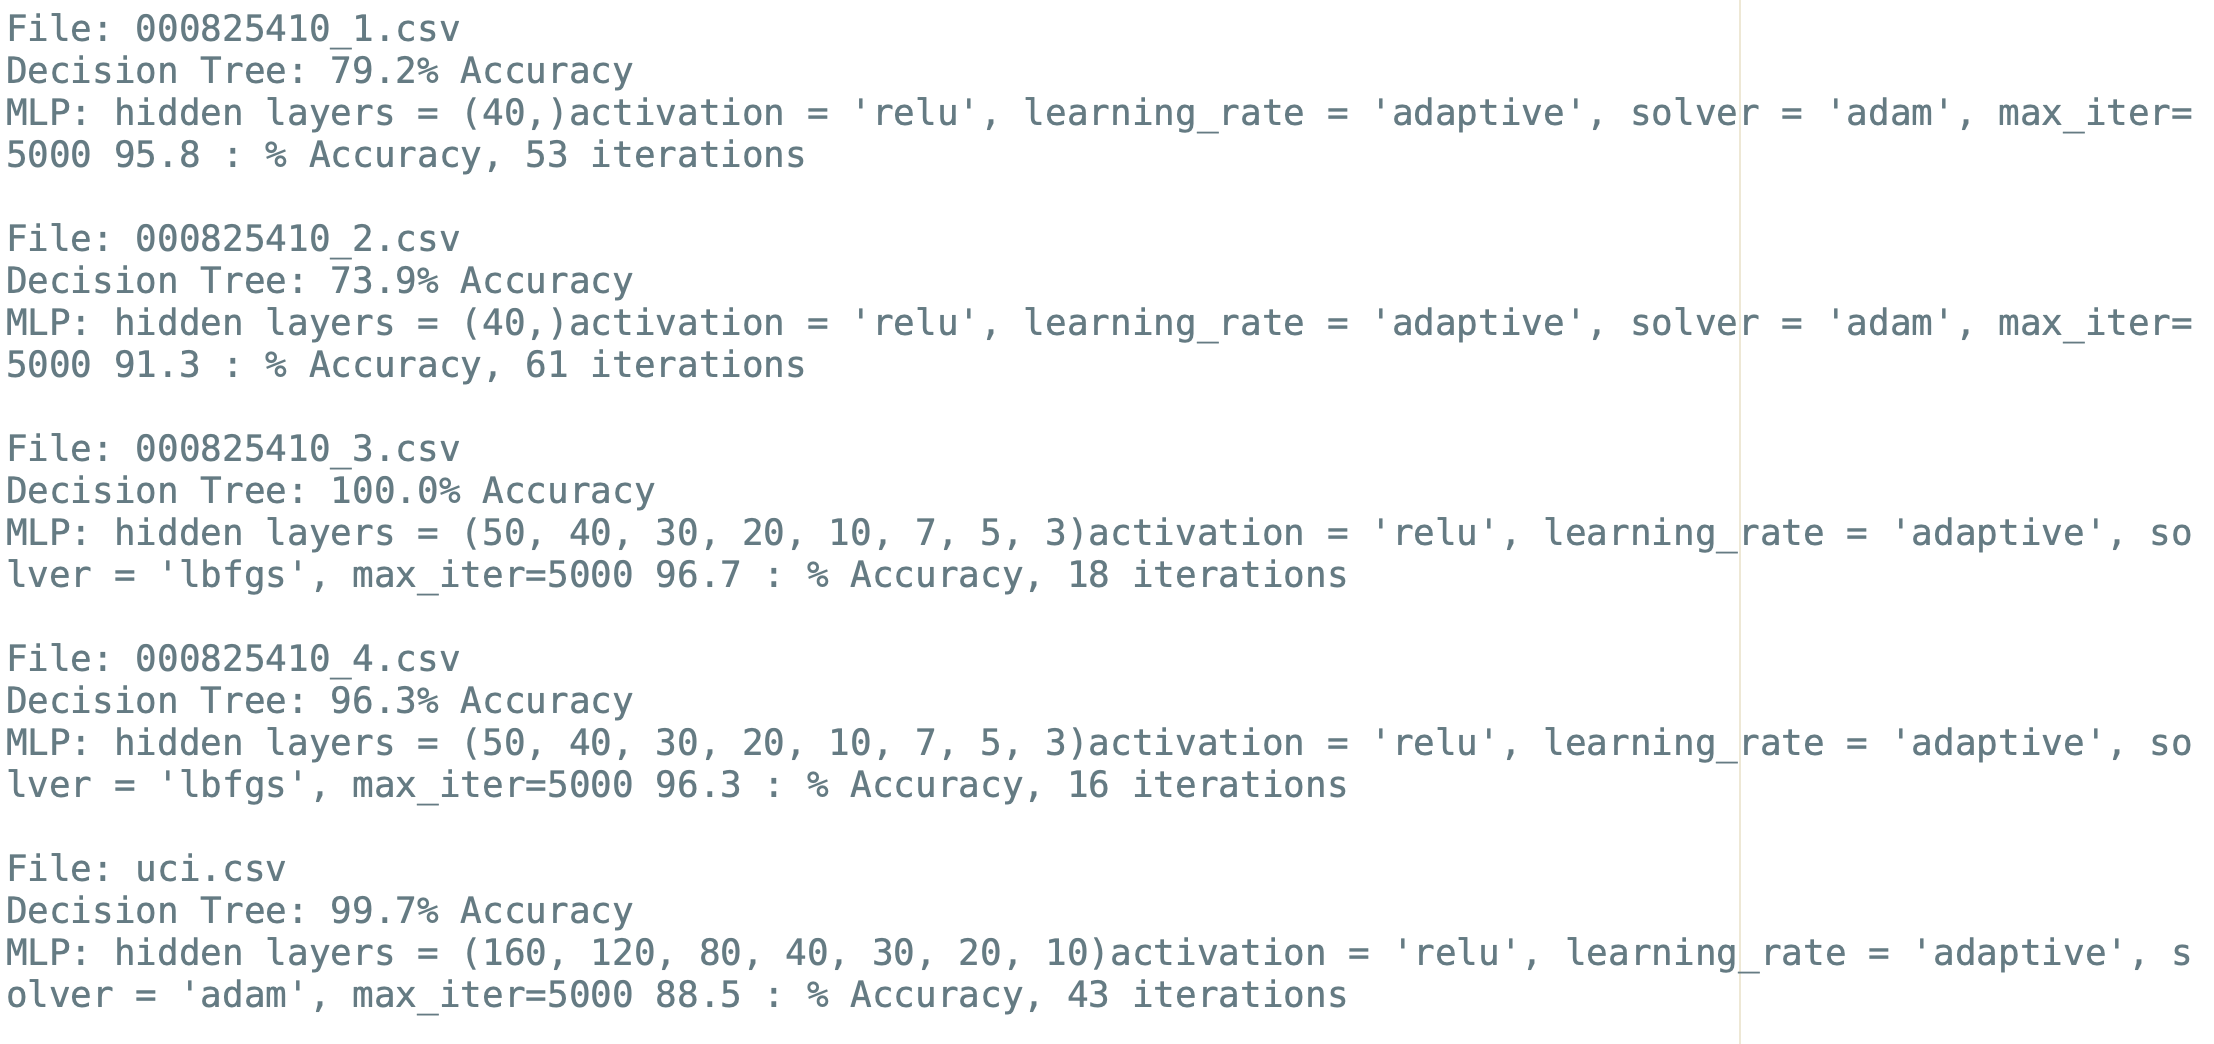 File: 000825410_1.csv
Decision Tree: 79.2% Accuracy
MLP: hidden layers = (40,)activation = 'relu', learning_rate = 'adaptive', solver = 'adam', max_iter=
5000 95.8 : % Accuracy, 53 iterations
File: 000825410_2.csv
Decision Tree: 73.9% Accuracy
MLP: hidden layers = (40,)activation = 'relu', learning_rate = 'adaptive', solver = 'adam', max_iter=
5000 91.3 : % Accuracy, 61 iterations
File: 000825410_3.csv
Decision Tree: 100.0% Accuracy
MLP: hidden layers = (50, 40, 30, 20, 10, 7, 5, 3)activation = 'relu', learning_rate = 'adaptive', so
lver = 'lbfgs', max_iter=5000 96.7 : % Accuracy, 18 iterations
File: 000825410_4.csv
Decision Tree: 96.3% Accuracy
MLP: hidden layers = (50, 40, 30, 20, 10, 7, 5, 3)activation = 'relu', learning_rate = 'adaptive', so
lver = 'lbfgs', max_iter=5000 96.3 : % Accuracy, 16 iterations
File: uci.csv
Decision Tree: 99.7% Accuracy
MLP: hidden layers = (160, 120, 80, 40, 30, 20, 10)activation = 'relu', learning_rate = 'adaptive', s
olver = 'adam', max_iter=5000 88.5 : % Accuracy, 43 iterations